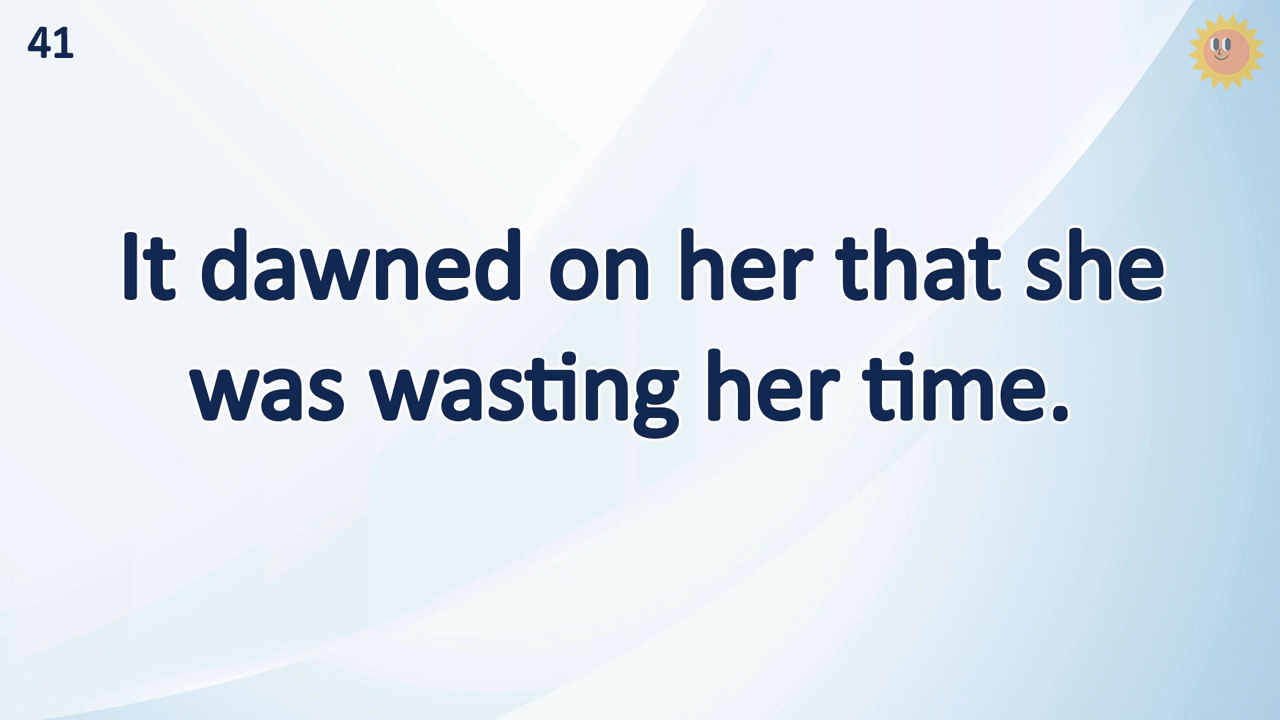 41
It dawned on her that she
was wasting her time.